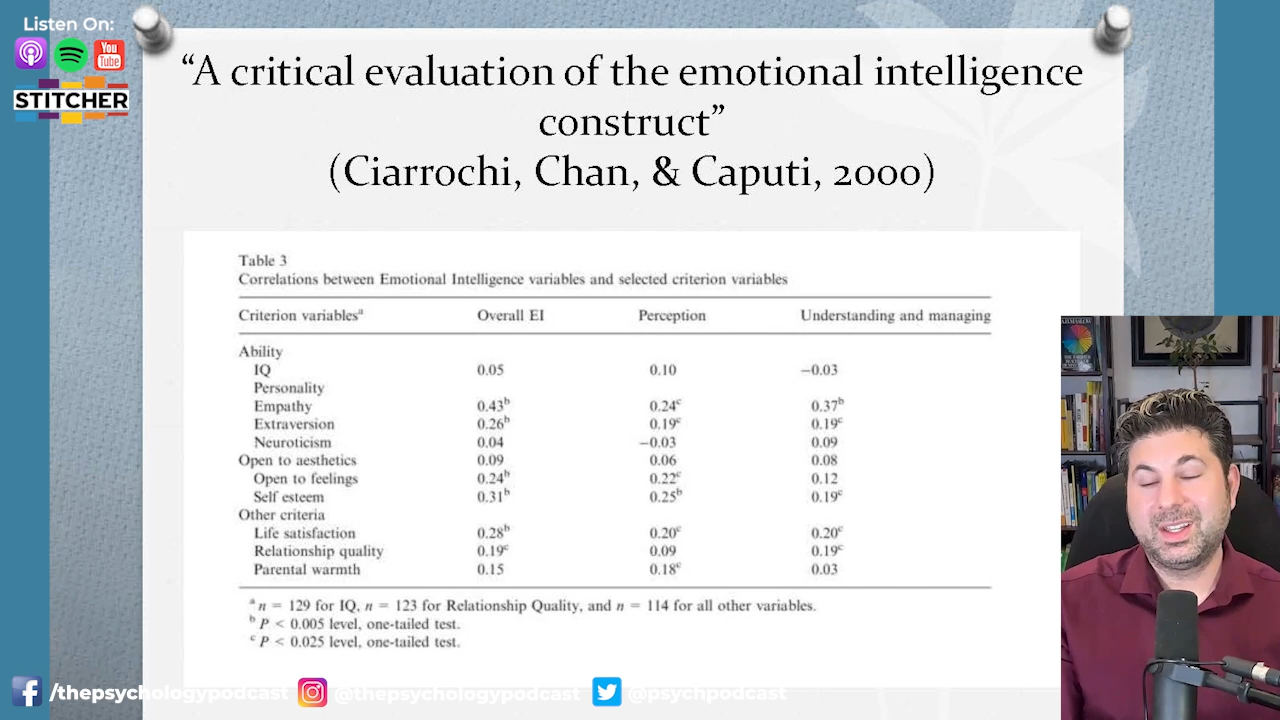 Listen On:
You
Tube
STITCHER
“A critical evaluation of the emotional intelligence
construct”
(Ciarrochi, Chan, & Caputi, 2000)
Table 3
Correlations between Emotional Intelligence variables and selected criterion variables
Criterion variablesᵃ Overall EI Perception Understanding and managing
Ability
IQ 0.05 0.10 −0.03
Personality
Empathy 0.43ᵇ 0.24ᶜ 0.37ᵇ
Extraversion 0.26ᵇ 0.19ᶜ 0.19ᶜ
Neuroticism 0.04 −0.03 0.09
Open to aesthetics 0.09 0.06 0.08
Open to feelings 0.24ᵇ 0.22ᶜ 0.12
Self esteem 0.31ᵇ 0.25ᵇ 0.19ᶜ
Other criteria
Life satisfaction 0.28ᵇ 0.20ᶜ 0.20ᶜ
Relationship quality 0.19ᶜ 0.09 0.19ᶜ
Parental warmth 0.15 0.18ᶜ 0.03
ᵃ n = 129 for IQ, n = 123 for Relationship Quality, and n = 114 for all other variables.
ᵇ P < 0.005 level, one-tailed test.
ᶜ P < 0.025 level, one-tailed test.
/thepsychologypodcast @thepsychologypodcast @psychpodcast